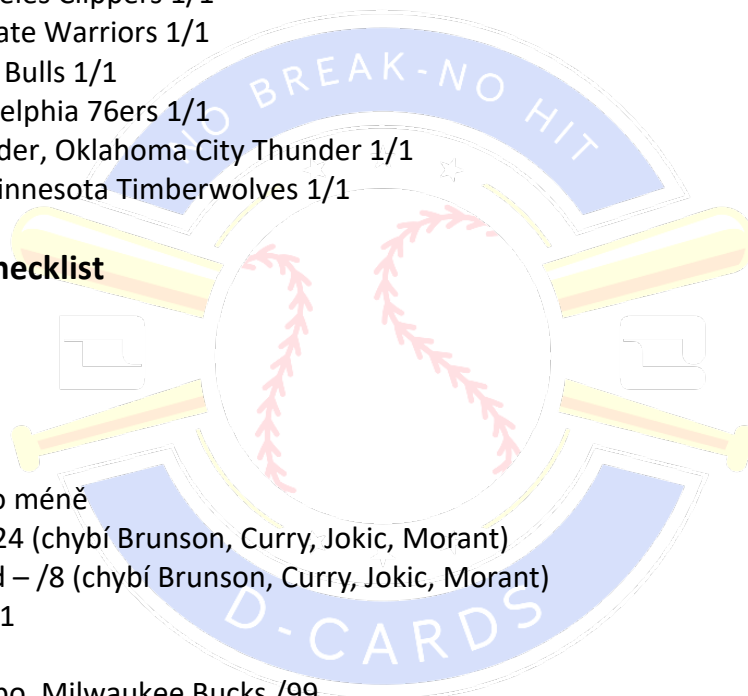 eles Clippers 1/1
ate Warriors 1/1
Bulls 1/1
elphia 76ers 1/1
der, Oklahoma City Thunder 1/1
innesota Timberwolves 1/1
hecklist
o méně
24 (chybí Brunson, Curry, Jokic, Morant)
d – /8 (chybí Brunson, Curry, Jokic, Morant)
1
po, Milwaukee Bucks /99
NO BREAK-NO HIT
D-CARDS